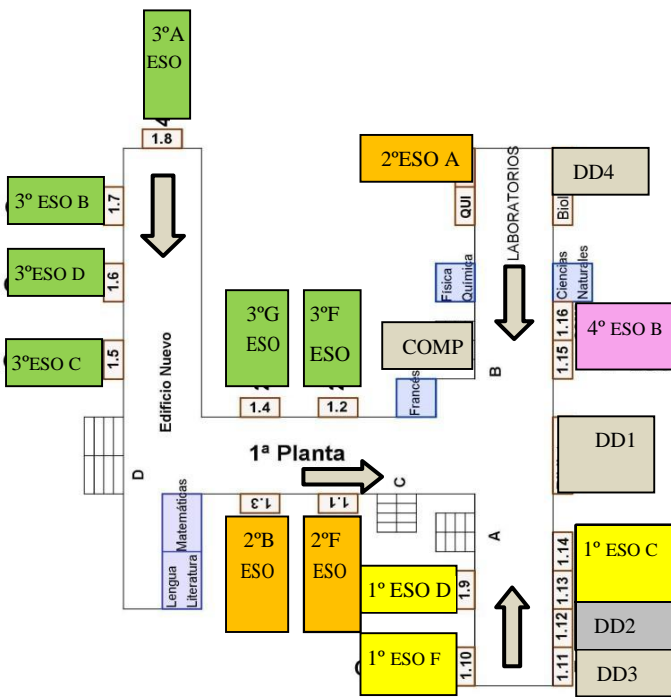 3ºA
ESO
1.8
2ºESO A
LABORATORIOS
DD4
QUI
Biol
3º ESO B
1.7
3ºESO D
1.6
Física
Química
Ciencias
Naturales
3ºG
ESO
3ºF
ESO
COMP
1.16
1.15
4º ESO B
3ºESO C
1.5
Edificio Nuevo
B
Francés
1.4
1.2
1ª Planta
DD1
D
C
Matemáticas
Lengua
Literatura
1.3
1.1
2ºB
ESO
2ºF
ESO
A
1.14
1.13
1º ESO C
1º ESO D
1.9
1.12
DD2
1º ESO F
1.10
1.11
DD3